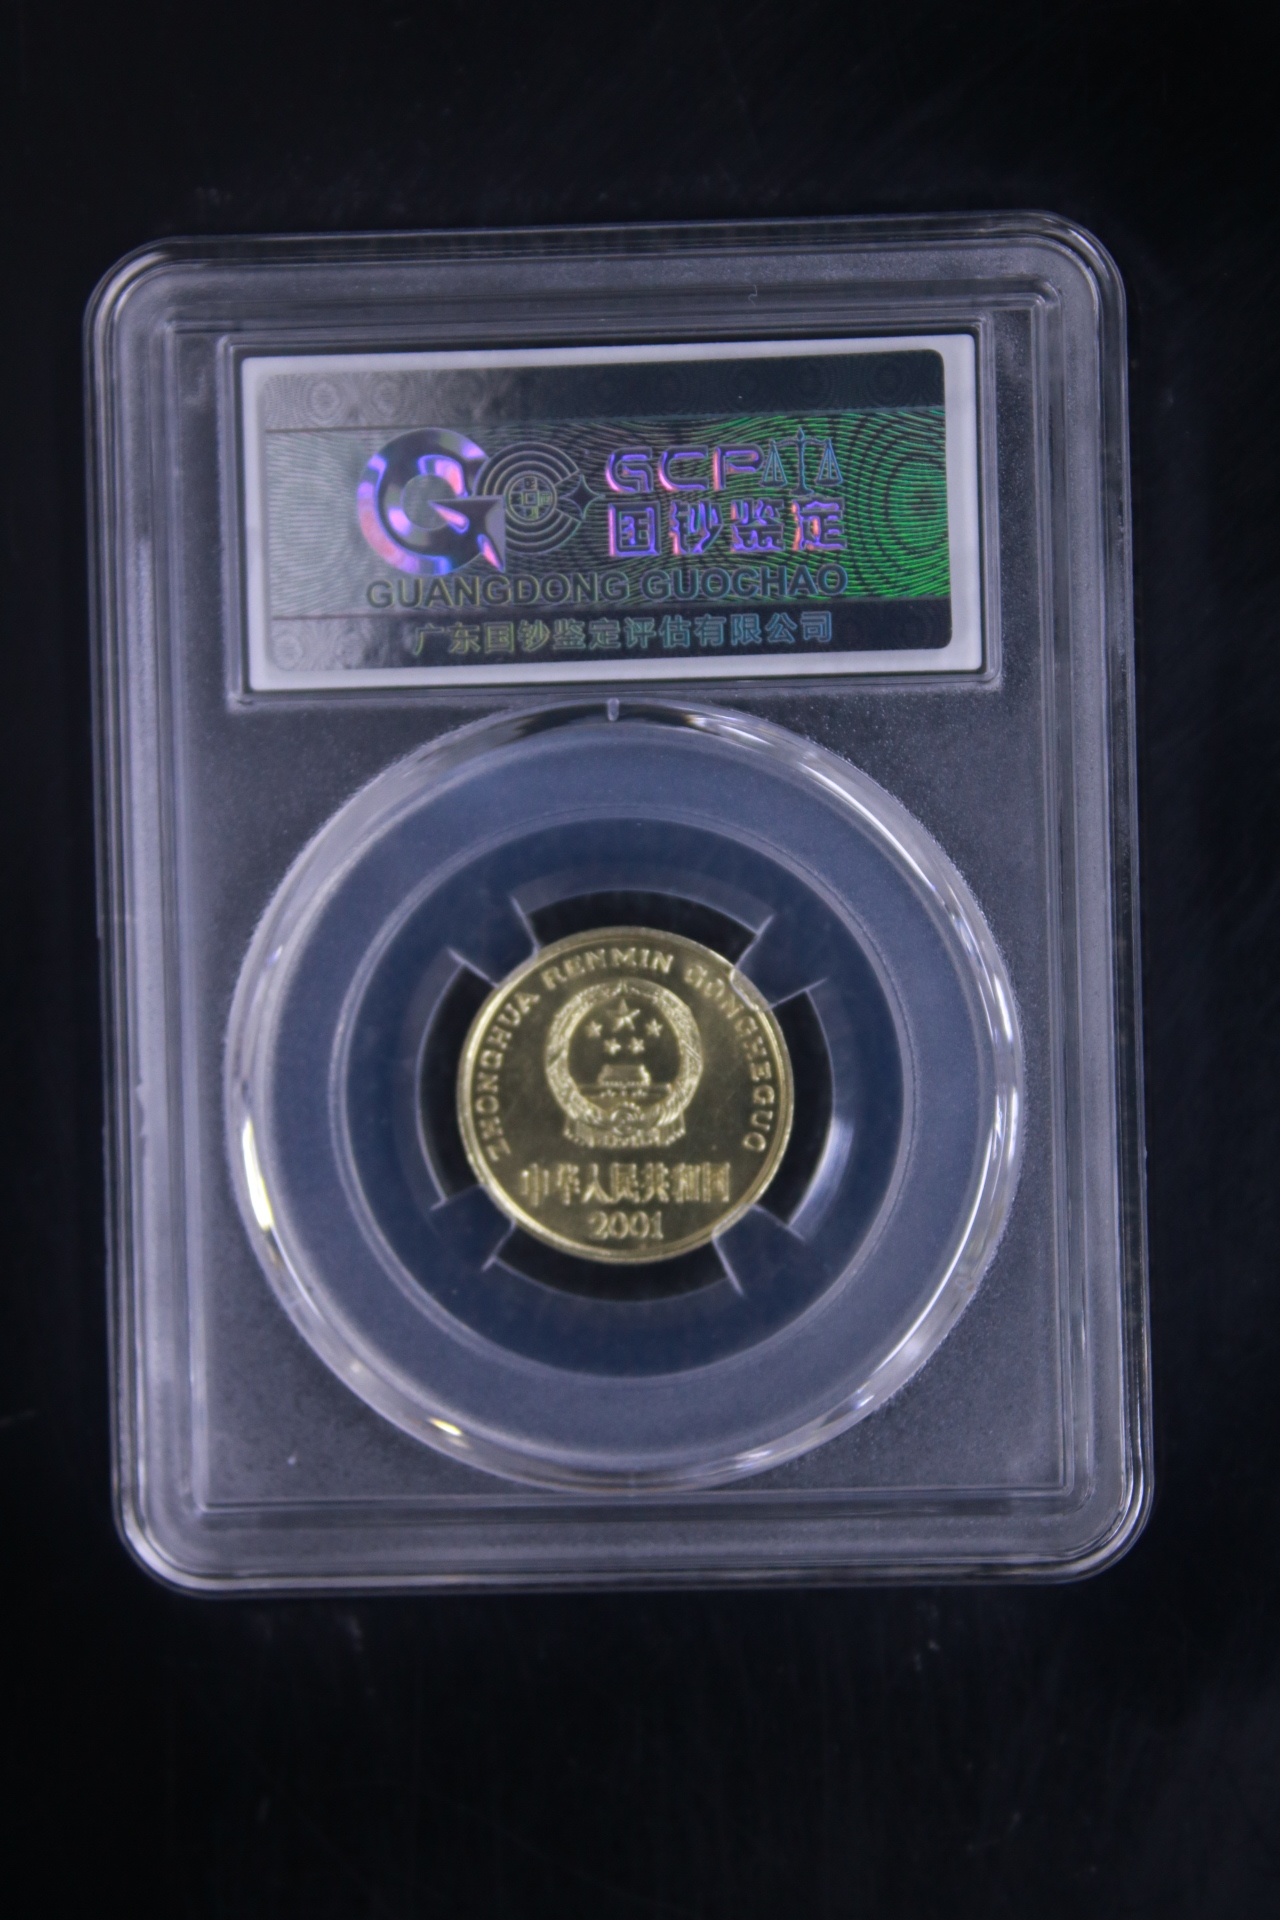 GCP
国钞鉴定
GUANGDONG GUOCHAO
广东国钞鉴定评估有限公司
ZHONGHUA RENMIN GONGHEGUO
中华人民共和国
2001